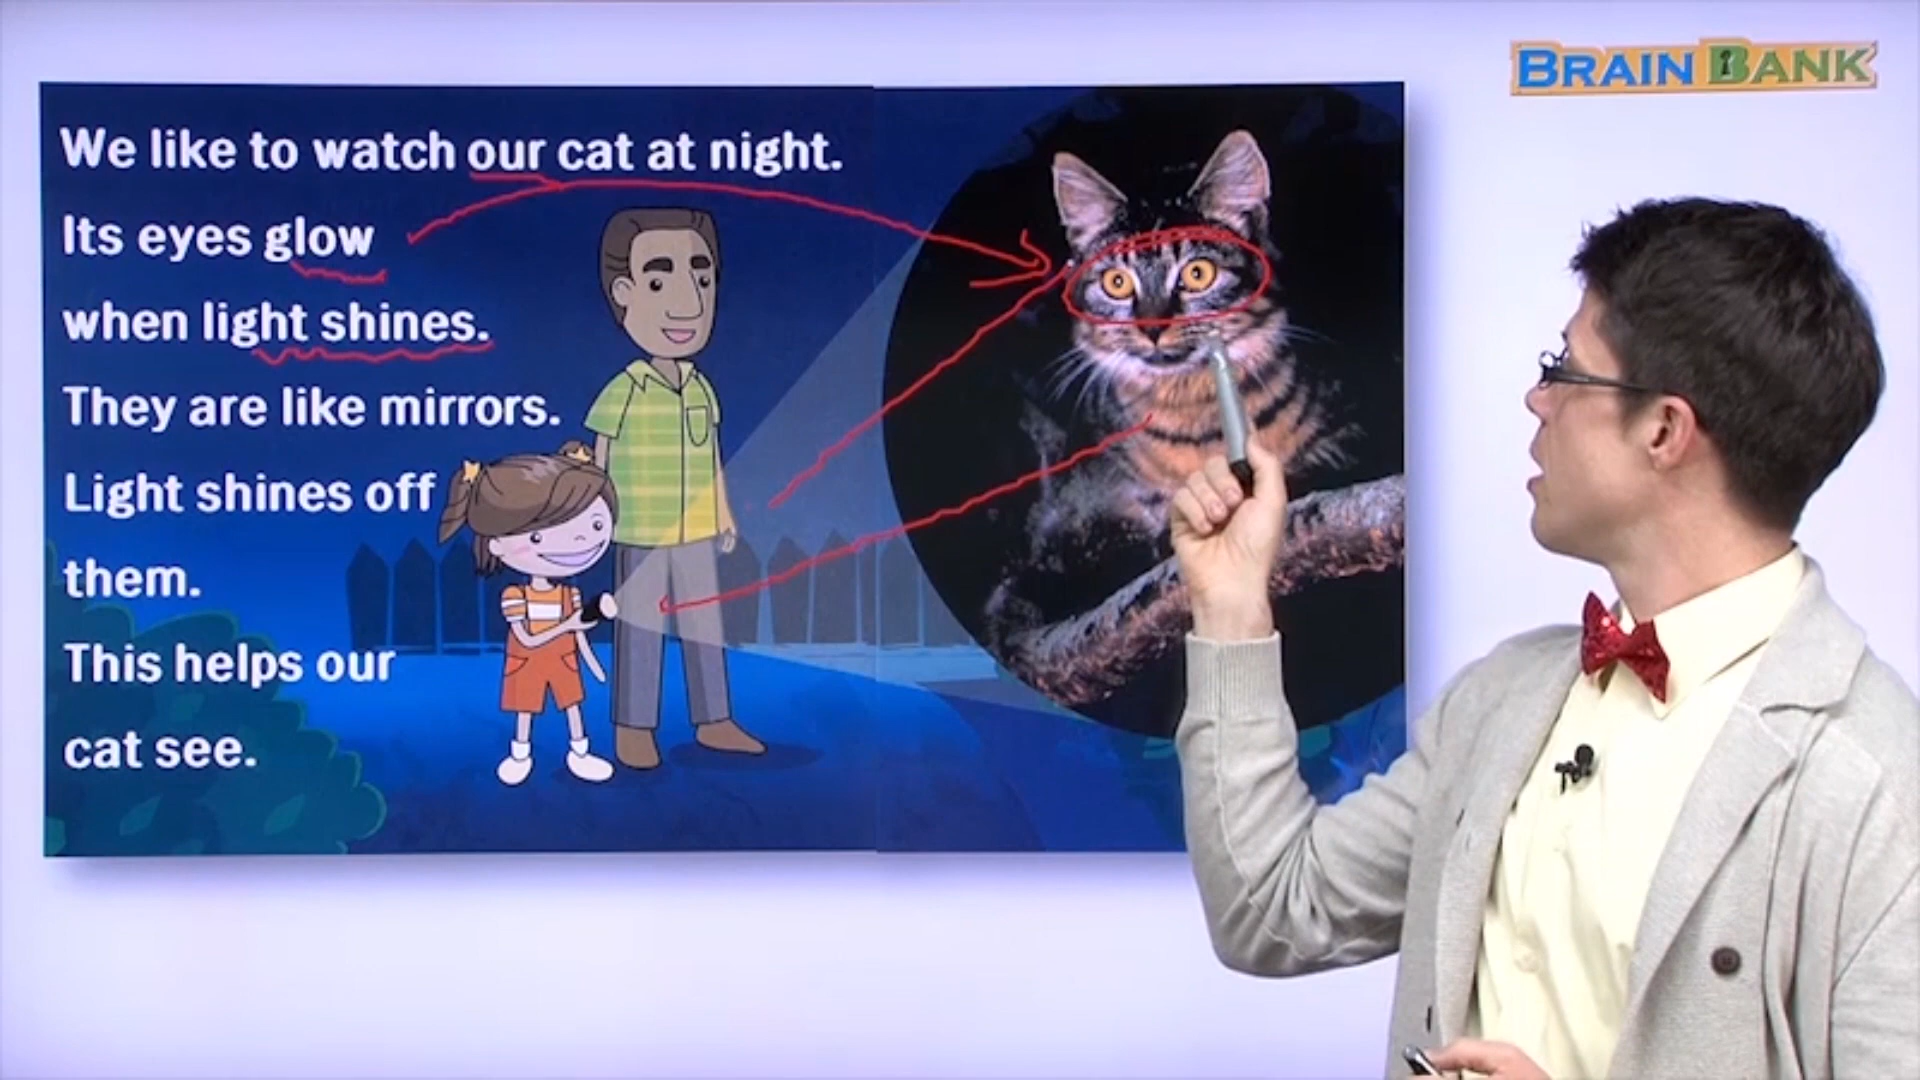 BRAIN BANK
We like to watch our cat at night.
Its eyes glow
when light shines.
They are like mirrors.
Light shines off
them.
This helps our
cat see.